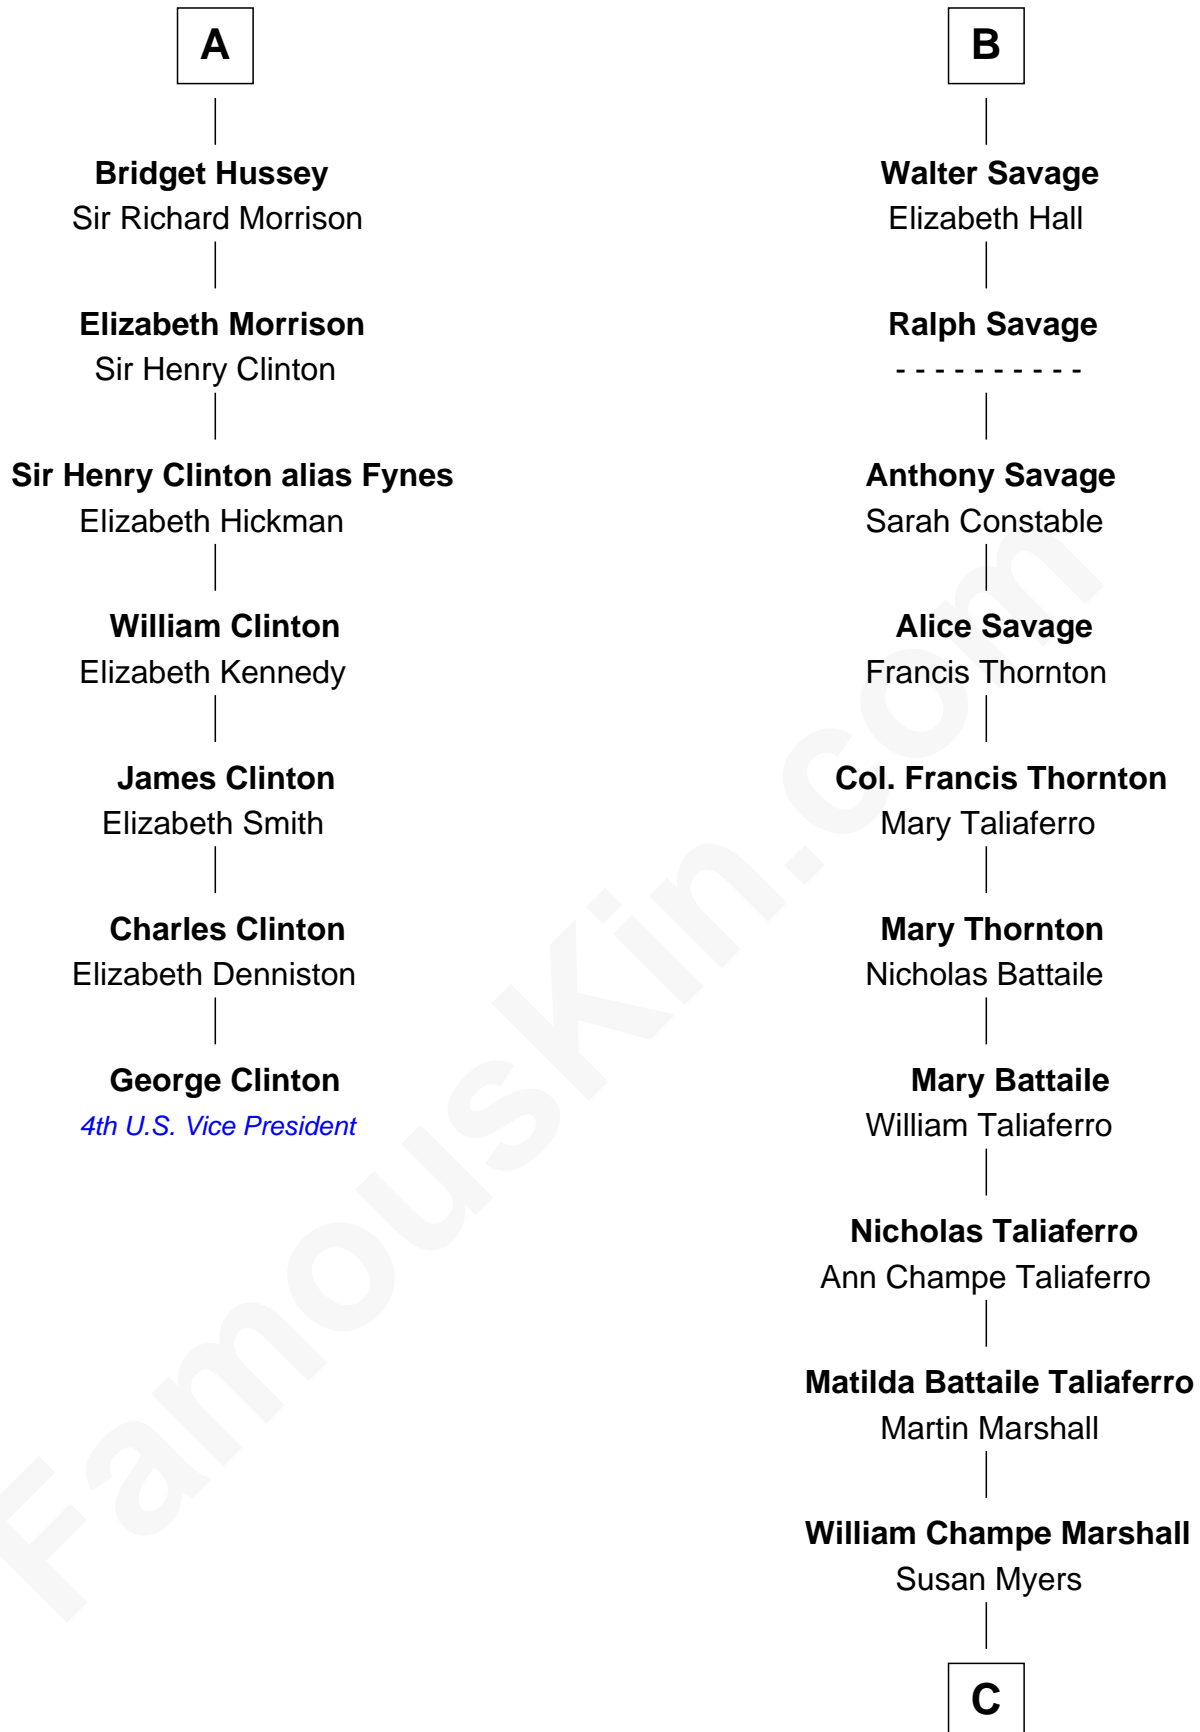 A
Bridget Hussey
Sir Richard Morrison
Elizabeth Morrison
Sir Henry Clinton
Sir Henry Clinton alias Fynes
Elizabeth Hickman
William Clinton
Elizabeth Kennedy
James Clinton
Elizabeth Smith
Charles Clinton
Elizabeth Denniston
George Clinton
4th U.S. Vice President
B
Walter Savage
Elizabeth Hall
Ralph Savage
- - - - - - - - - -
Anthony Savage
Sarah Constable
Alice Savage
Francis Thornton
Col. Francis Thornton
Mary Taliaferro
Mary Thornton
Nicholas Battaile
Mary Battaile
William Taliaferro
Nicholas Taliaferro
Ann Champe Taliaferro
Matilda Battaile Taliaferro
Martin Marshall
William Champe Marshall
Susan Myers
C
FamousKin.com